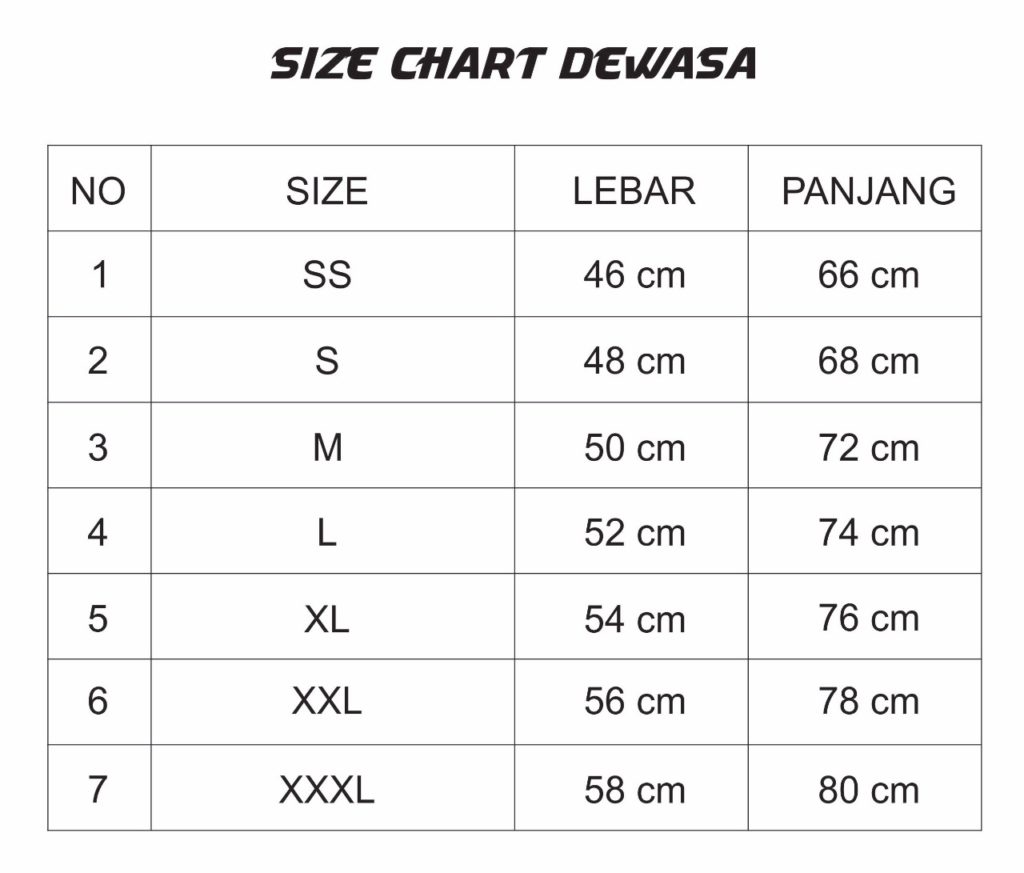 SIZE CHART DEWASA
NO SIZE LEBAR PANJANG
1 SS 46 cm 66 cm
2 S 48 cm 68 cm
3 M 50 cm 72 cm
4 L 52 cm 74 cm
5 XL 54 cm 76 cm
6 XXL 56 cm 78 cm
7 XXXL 58 cm 80 cm